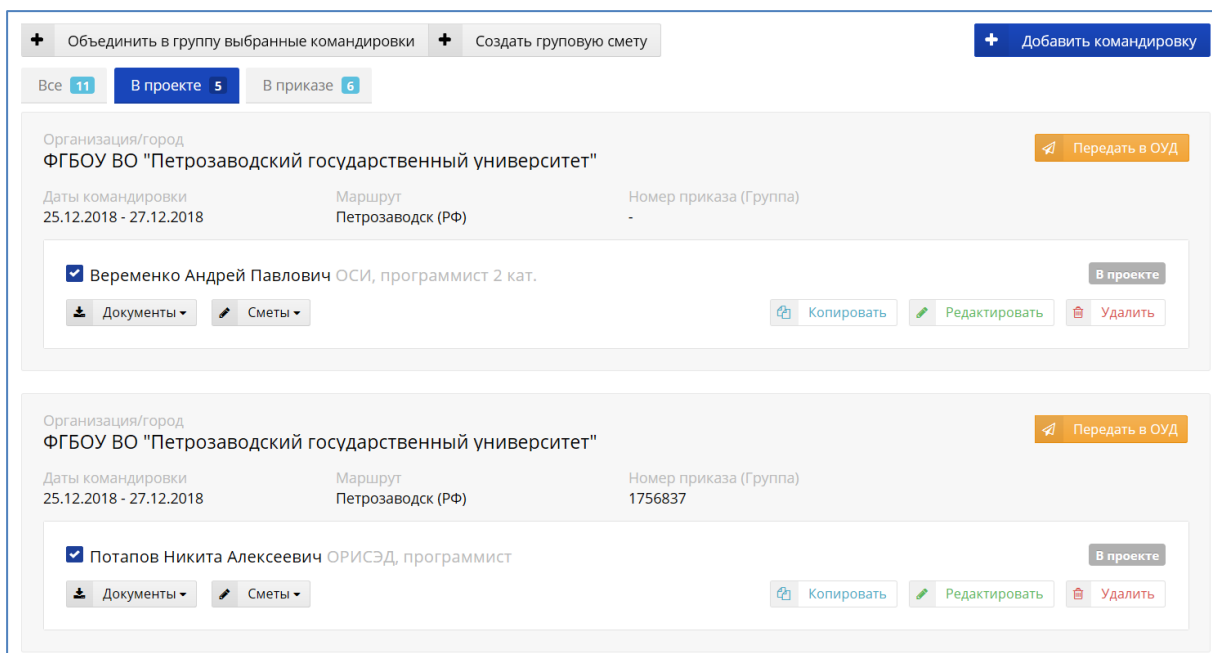 Объединить в группу выбранные командировки Создать груповую смету Добавить командировку
Все 11 В проекте 5 В приказе 6
Организация/город
ФГБОУ ВО "Петрозаводский государственный университет"
Передать в ОУД
Даты командировки Маршрут Номер приказа (Группа)
25.12.2018 - 27.12.2018 Петрозаводск (РФ) -
Веременко Андрей Павлович ОСИ, программист 2 кат. В проекте
Документы Сметы Копировать Редактировать Удалить
Организация/город
ФГБОУ ВО "Петрозаводский государственный университет"
Передать в ОУД
Даты командировки Маршрут Номер приказа (Группа)
25.12.2018 - 27.12.2018 Петрозаводск (РФ) 1756837
Потапов Никита Алексеевич ОРИСЭД, программист В проекте
Документы Сметы Копировать Редактировать Удалить